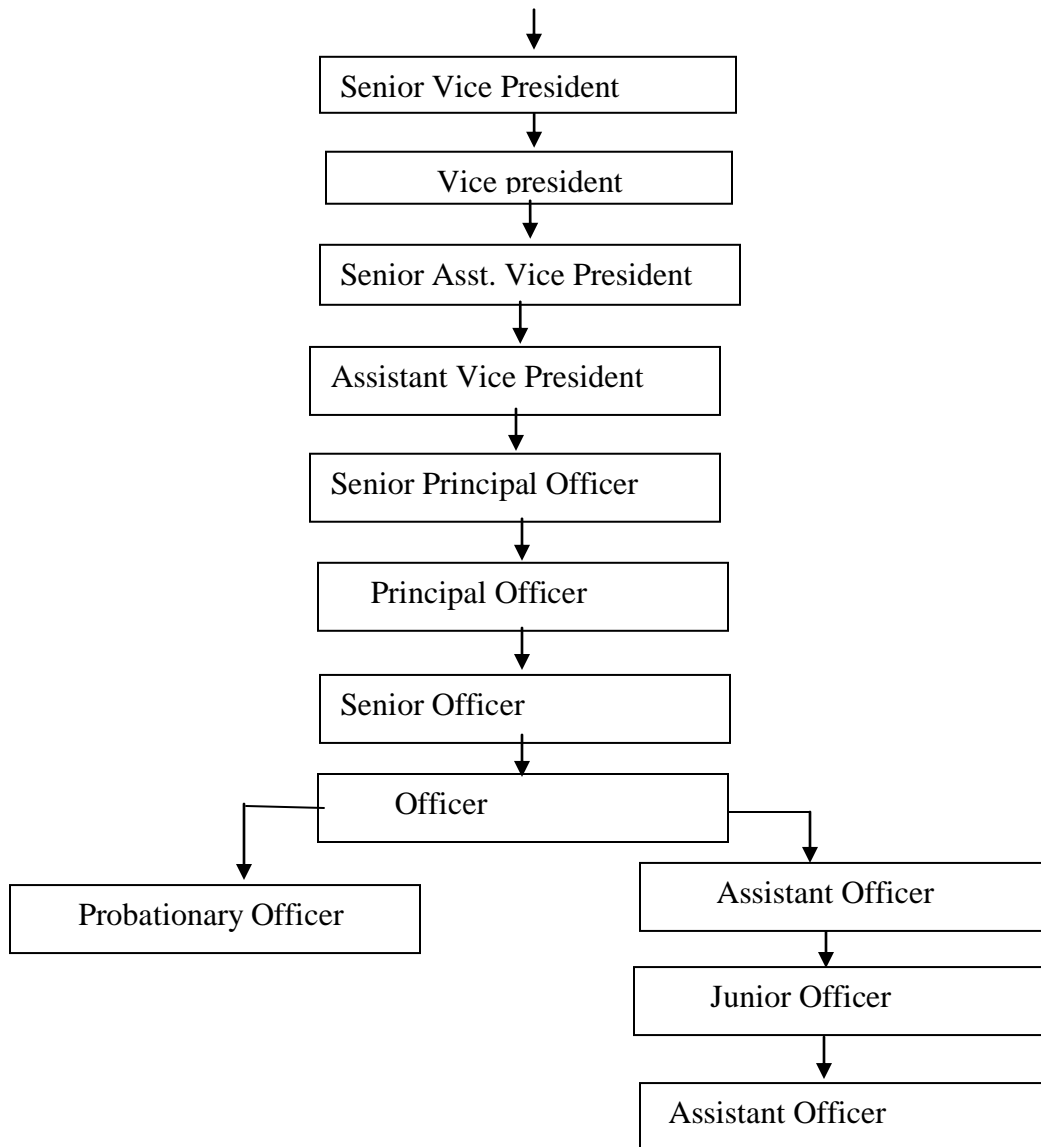 Senior Vice President
Vice president
Senior Asst. Vice President
Assistant Vice President
Senior Principal Officer
Principal Officer
Senior Officer
Officer
Probationary Officer
Assistant Officer
Junior Officer
Assistant Officer